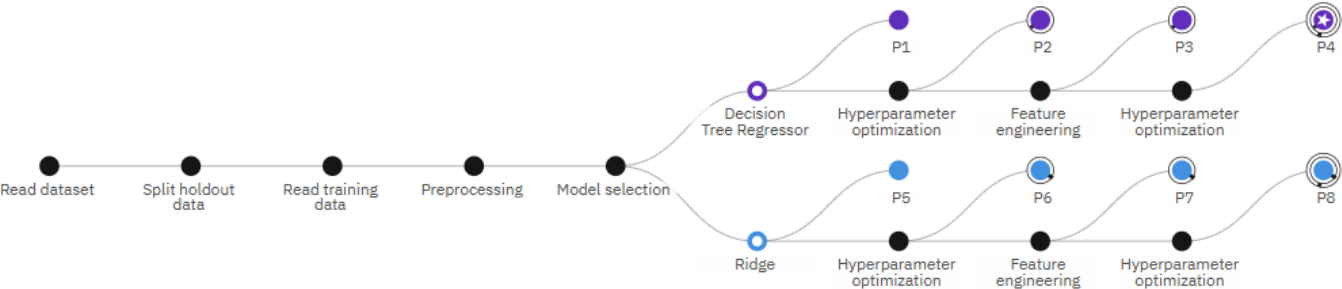 P1
P2
P3
P4
Decision
Tree Regressor
Hyperparameter
optimization
Feature
engineering
Hyperparameter
optimization
Read dataset
Split holdout
data
Read training
data
Preprocessing
Model selection
P5
P6
P7
P8
Ridge
Hyperparameter
optimization
Feature
engineering
Hyperparameter
optimization